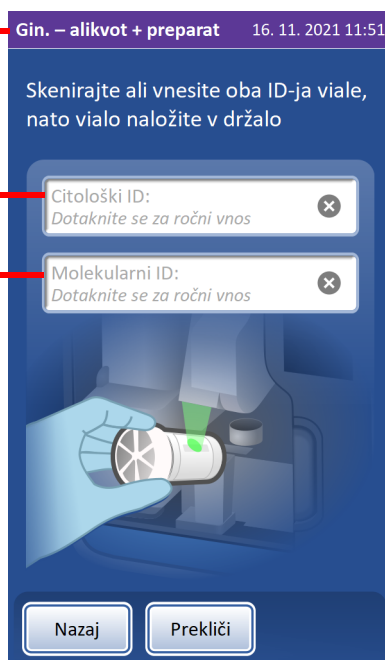 Gin. – alikvot + preparat 16. 11. 2021 11:51
Skenirajte ali vnesite oba ID-ja viale,
nato vialo naložite v držalo
Citološki ID:
Dotaknite se za ročni vnos
Molekularni ID:
Dotaknite se za ročni vnos
Nazaj Prekliči